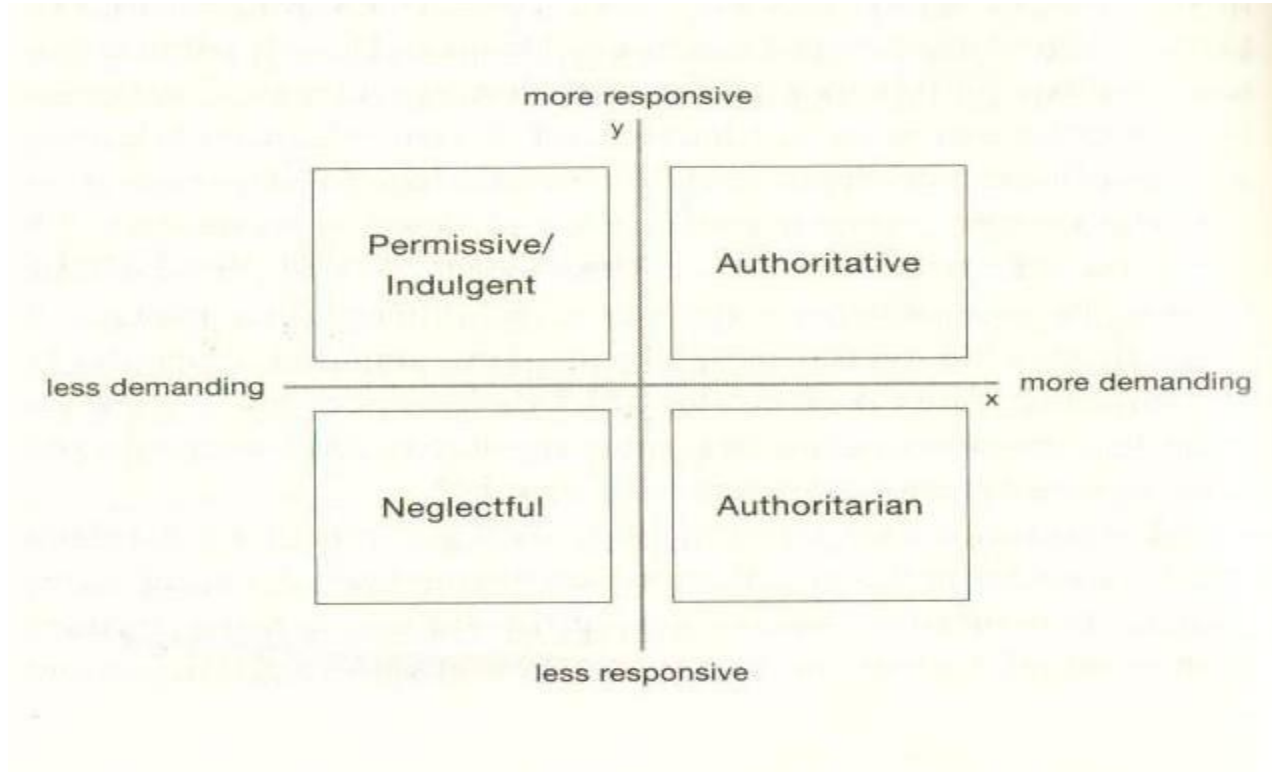 more responsive
y
Permissive/
Indulgent
Authoritative
less demanding
more demanding
x
Neglectful
Authoritarian
less responsive